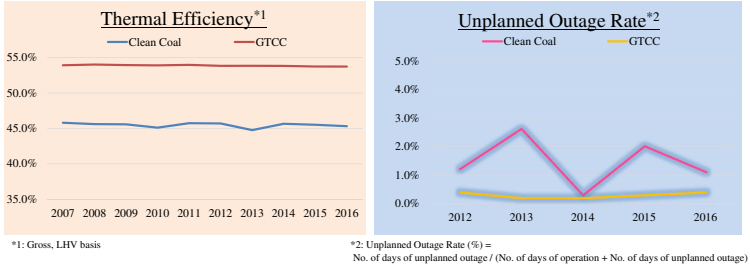 Thermal Efficiency*1
Clean Coal GTCC
55.0%
50.0%
45.0%
40.0%
35.0%
2007 2008 2009 2010 2011 2012 2013 2014 2015 2016
*1: Gross, LHV basis
Unplanned Outage Rate*2
Clean Coal GTCC
5.0%
4.0%
3.0%
2.0%
1.0%
0.0%
2012 2013 2014 2015 2016
*2: Unplanned Outage Rate (%) =
No. of days of unplanned outage / (No. of days of operation + No. of days of unplanned outage)